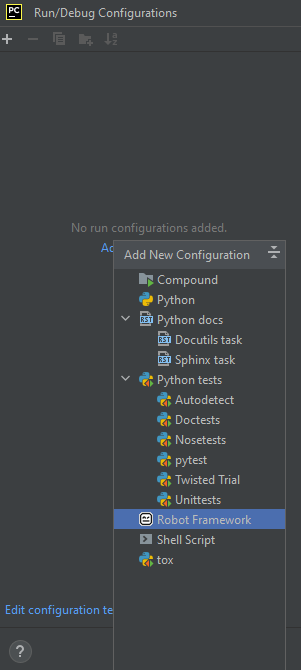 PC
Run/Debug Configurations
No run configurations added.
Add New Configuration
Compound
Python
RST Python docs
RST Docutils task
RST Sphinx task
Python tests
Autodetect
Doctests
Nosetests
pytest
Twisted Trial
Unittests
Robot Framework
Shell Script
tox
Edit configuration te
?